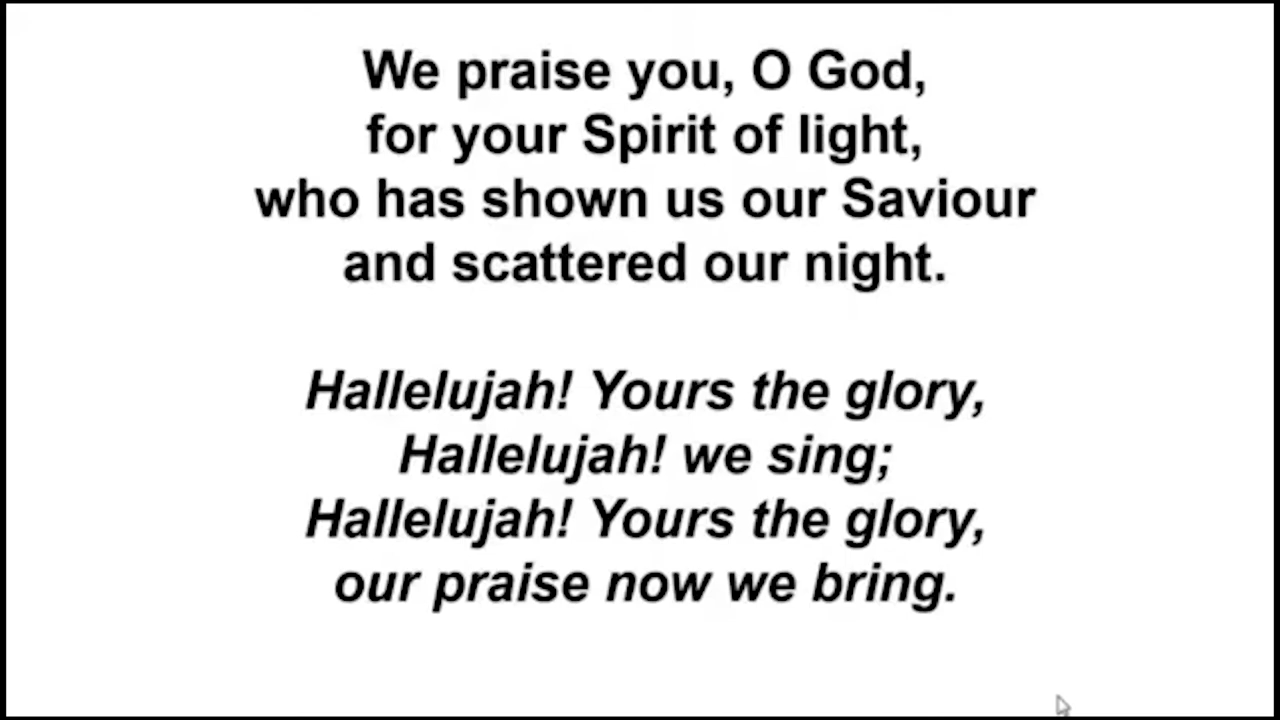 We praise you, O God,
for your Spirit of light,
who has shown us our Saviour
and scattered our night.
Hallelujah! Yours the glory,
Hallelujah! we sing;
Hallelujah! Yours the glory,
our praise now we bring.